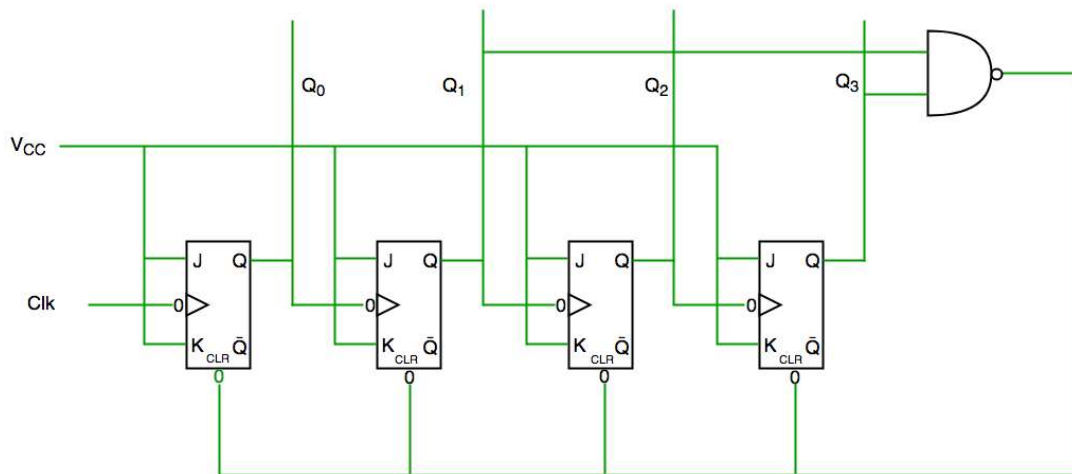 Q0 Q1 Q2 Q3
VCC
J Q J Q J Q J Q
Clk 0 0 0 0
K Q̄ K Q̄ K Q̄ K Q̄
CLR CLR CLR CLR
0 0 0 0